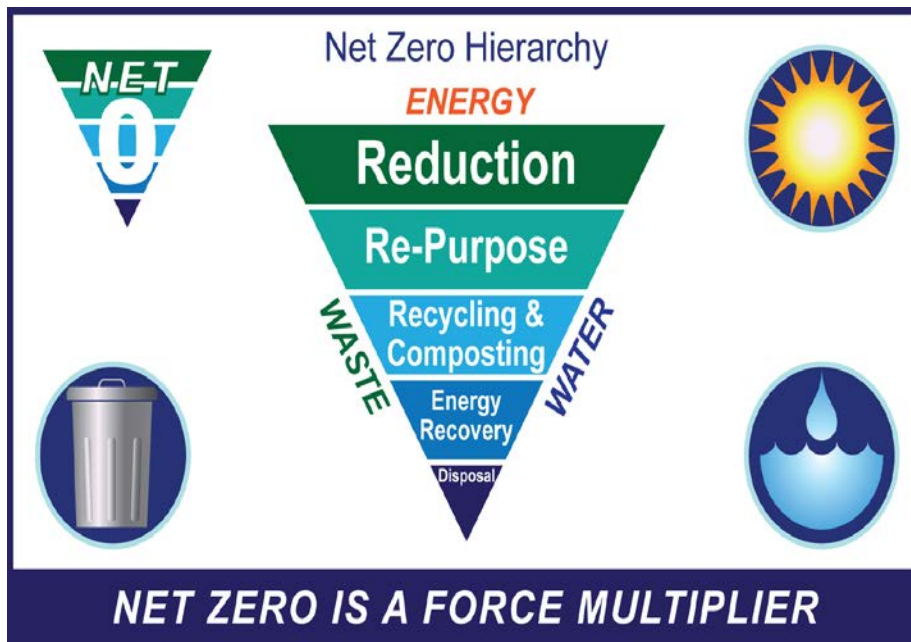 NET
0
Net Zero Hierarchy
ENERGY
Reduction
Re-Purpose
Recycling &
Composting
Energy
Recovery
Disposal
WASTE
WATER
NET ZERO IS A FORCE MULTIPLIER